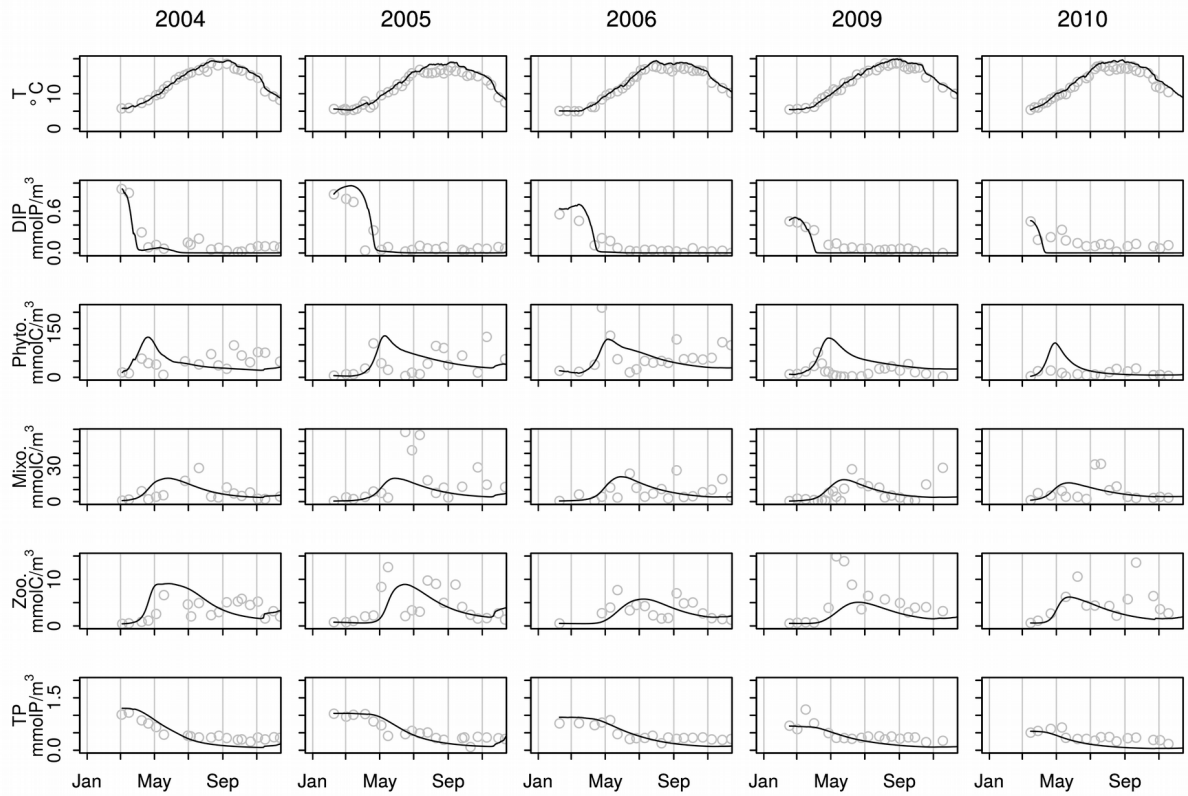 2004 2005 2006 2009 2010
T
°C
0 10
DIP
mmolP/m³
0.0 0.6
Phyto.
mmolC/m³
0 150
Mixo.
mmolC/m³
0 30
Zoo.
mmolC/m³
0 10
TP
mmolP/m³
0.0 1.5
Jan May Sep Jan May Sep Jan May Sep Jan May Sep Jan May Sep